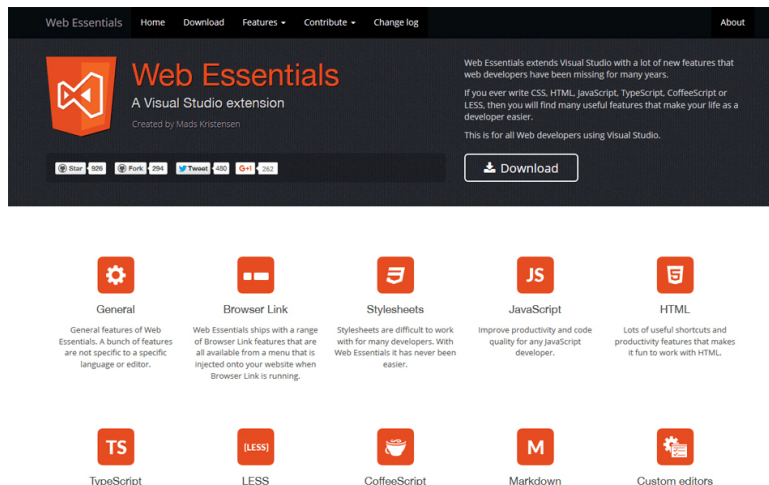 Web Essentials Home Download Features Contribute Change log About
Web Essentials
A Visual Studio extension
Created by Mads Kristensen
Star 926 Fork 294 Tweet 480 G+1 262
Web Essentials extends Visual Studio with a lot of new features that
web developers have been missing for many years.
If you ever write CSS, HTML, JavaScript, TypeScript, CoffeeScript or
LESS, then you will find many useful features that make your life as a
developer easier.
This is for all Web developers using Visual Studio.
Download
General
General features of Web
Essentials. A bunch of features
are not specific to a specific
language or editor.
Browser Link
Web Essentials ships with a range
of Browser Link features that are
all available from a menu that is
injected onto your website when
Browser Link is running.
Stylesheets
Stylesheets are difficult to work
with for many developers. With
Web Essentials it has never been
easier.
JS
JavaScript
Improve productivity and code
quality for any JavaScript
developer.
5
HTML
Lots of useful shortcuts and
productivity features that makes
it fun to work with HTML.
TS
TypeScript
{LESS}
LESS
CoffeeScript
M
Markdown
Custom editors